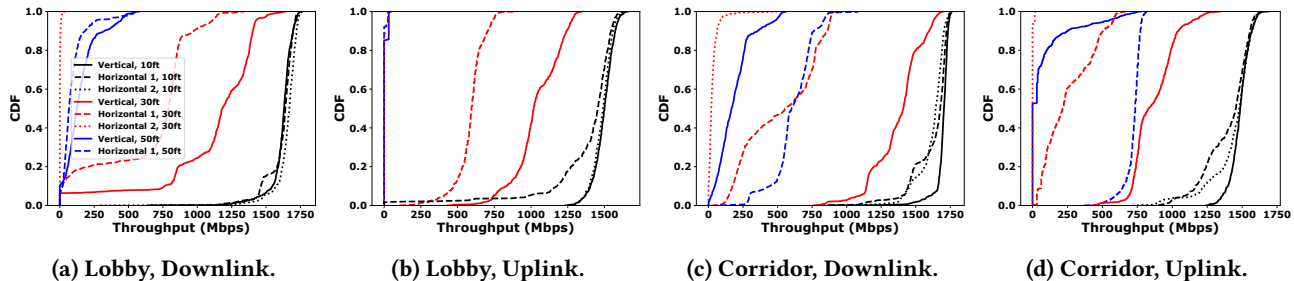 1.0
0.8
0.6
0.4
0.2
0.0
CDF
Vertical, 10ft
Horizontal 1, 10ft
Horizontal 2, 10ft
Vertical, 30ft
Horizontal 1, 30ft
Horizontal 2, 30ft
Vertical, 50ft
Horizontal 1, 50ft
0 250 500 750 1000 1250 1500 1750
Throughput (Mbps)
(a) Lobby, Downlink.
1.0
0.8
0.6
0.4
0.2
0.0
CDF
0 250 500 750 1000 1250 1500
Throughput (Mbps)
(b) Lobby, Uplink.
1.0
0.8
0.6
0.4
0.2
0.0
CDF
0 250 500 750 1000 1250 1500 1750
Throughput (Mbps)
(c) Corridor, Downlink.
1.0
0.8
0.6
0.4
0.2
0.0
CDF
0 250 500 750 1000 1250 1500 1750
Throughput (Mbps)
(d) Corridor, Uplink.